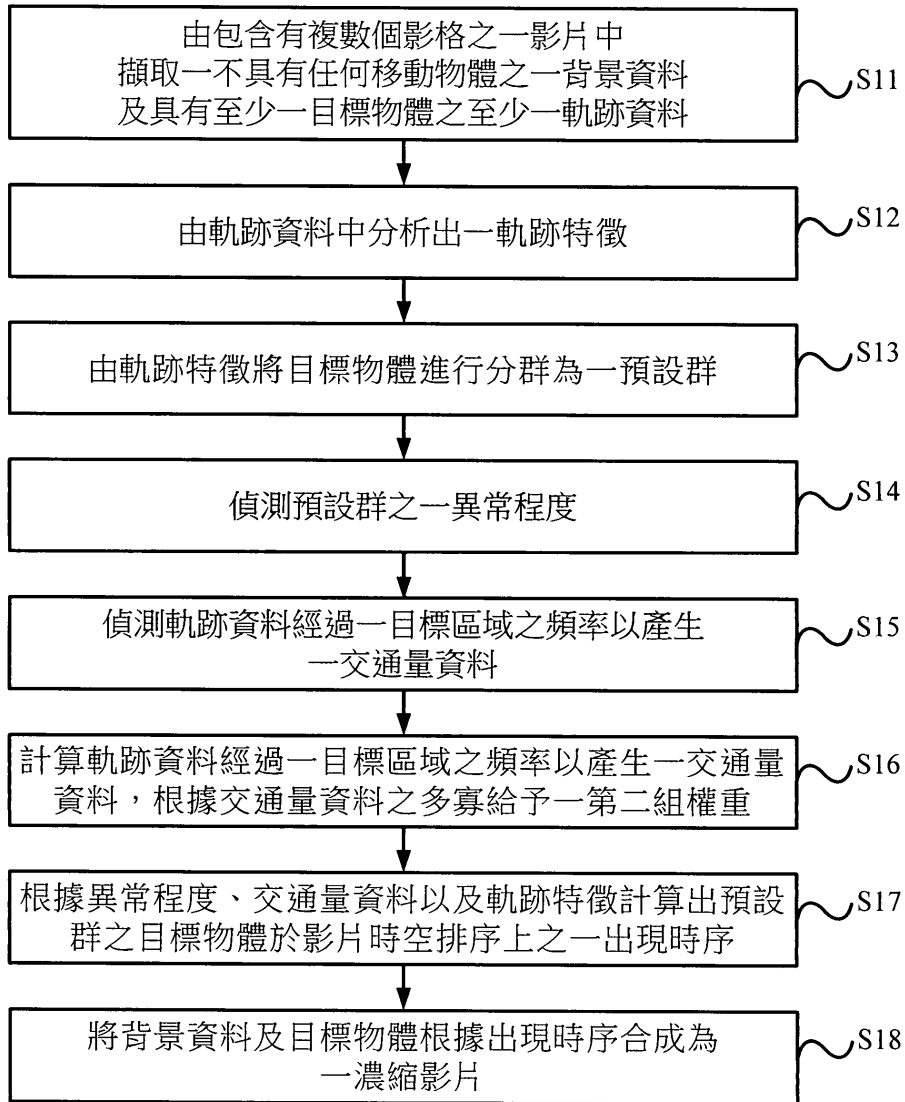 由包含有複數個影格之一影片中
擷取一不具有任何移動物體之一背景資料
及具有至少一目標物體之至少一軌跡資料
S11
由軌跡資料中分析出一軌跡特徵
S12
由軌跡特徵將目標物體進行分群為一預設群
S13
偵測預設群之一異常程度
S14
偵測軌跡資料經過一目標區域之頻率以產生
一交通量資料
S15
計算軌跡資料經過一目標區域之頻率以產生一交通量
資料，根據交通量資料之多寡給予一第二組權重
S16
根據異常程度、交通量資料以及軌跡特徵計算出預設
群之目標物體於影片時空排序上之一出現時序
S17
將背景資料及目標物體根據出現時序合成為
一濃縮影片
S18